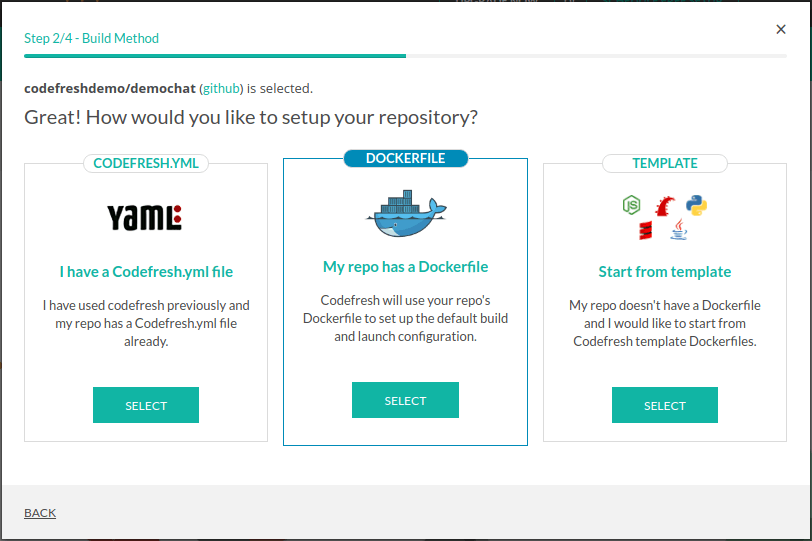 Step 2/4 - Build Method
×
codefreshdemo/demochat (github) is selected.
Great! How would you like to setup your repository?
CODEFRESH.YML
YAML:
I have a Codefresh.yml file
I have used codefresh previously and
my repo has a Codefresh.yml file
already.
SELECT
DOCKERFILE
My repo has a Dockerfile
Codefresh will use your repo's
Dockerfile to set up the default build
and launch configuration.
SELECT
TEMPLATE
JS
Start from template
My repo doesn't have a Dockerfile
and I would like to start from
Codefresh template Dockerfiles.
SELECT
BACK